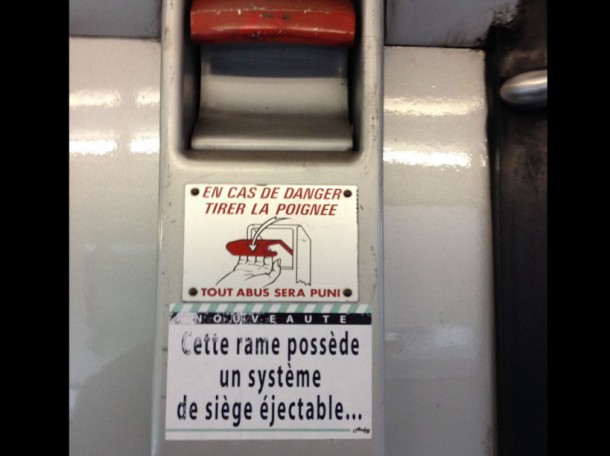 EN CAS DE DANGER
TIRER LA POIGNEE
TOUT ABUS SERA PUNI
NOUVEAUTE
Cette rame possède
un système
de siège éjectable...